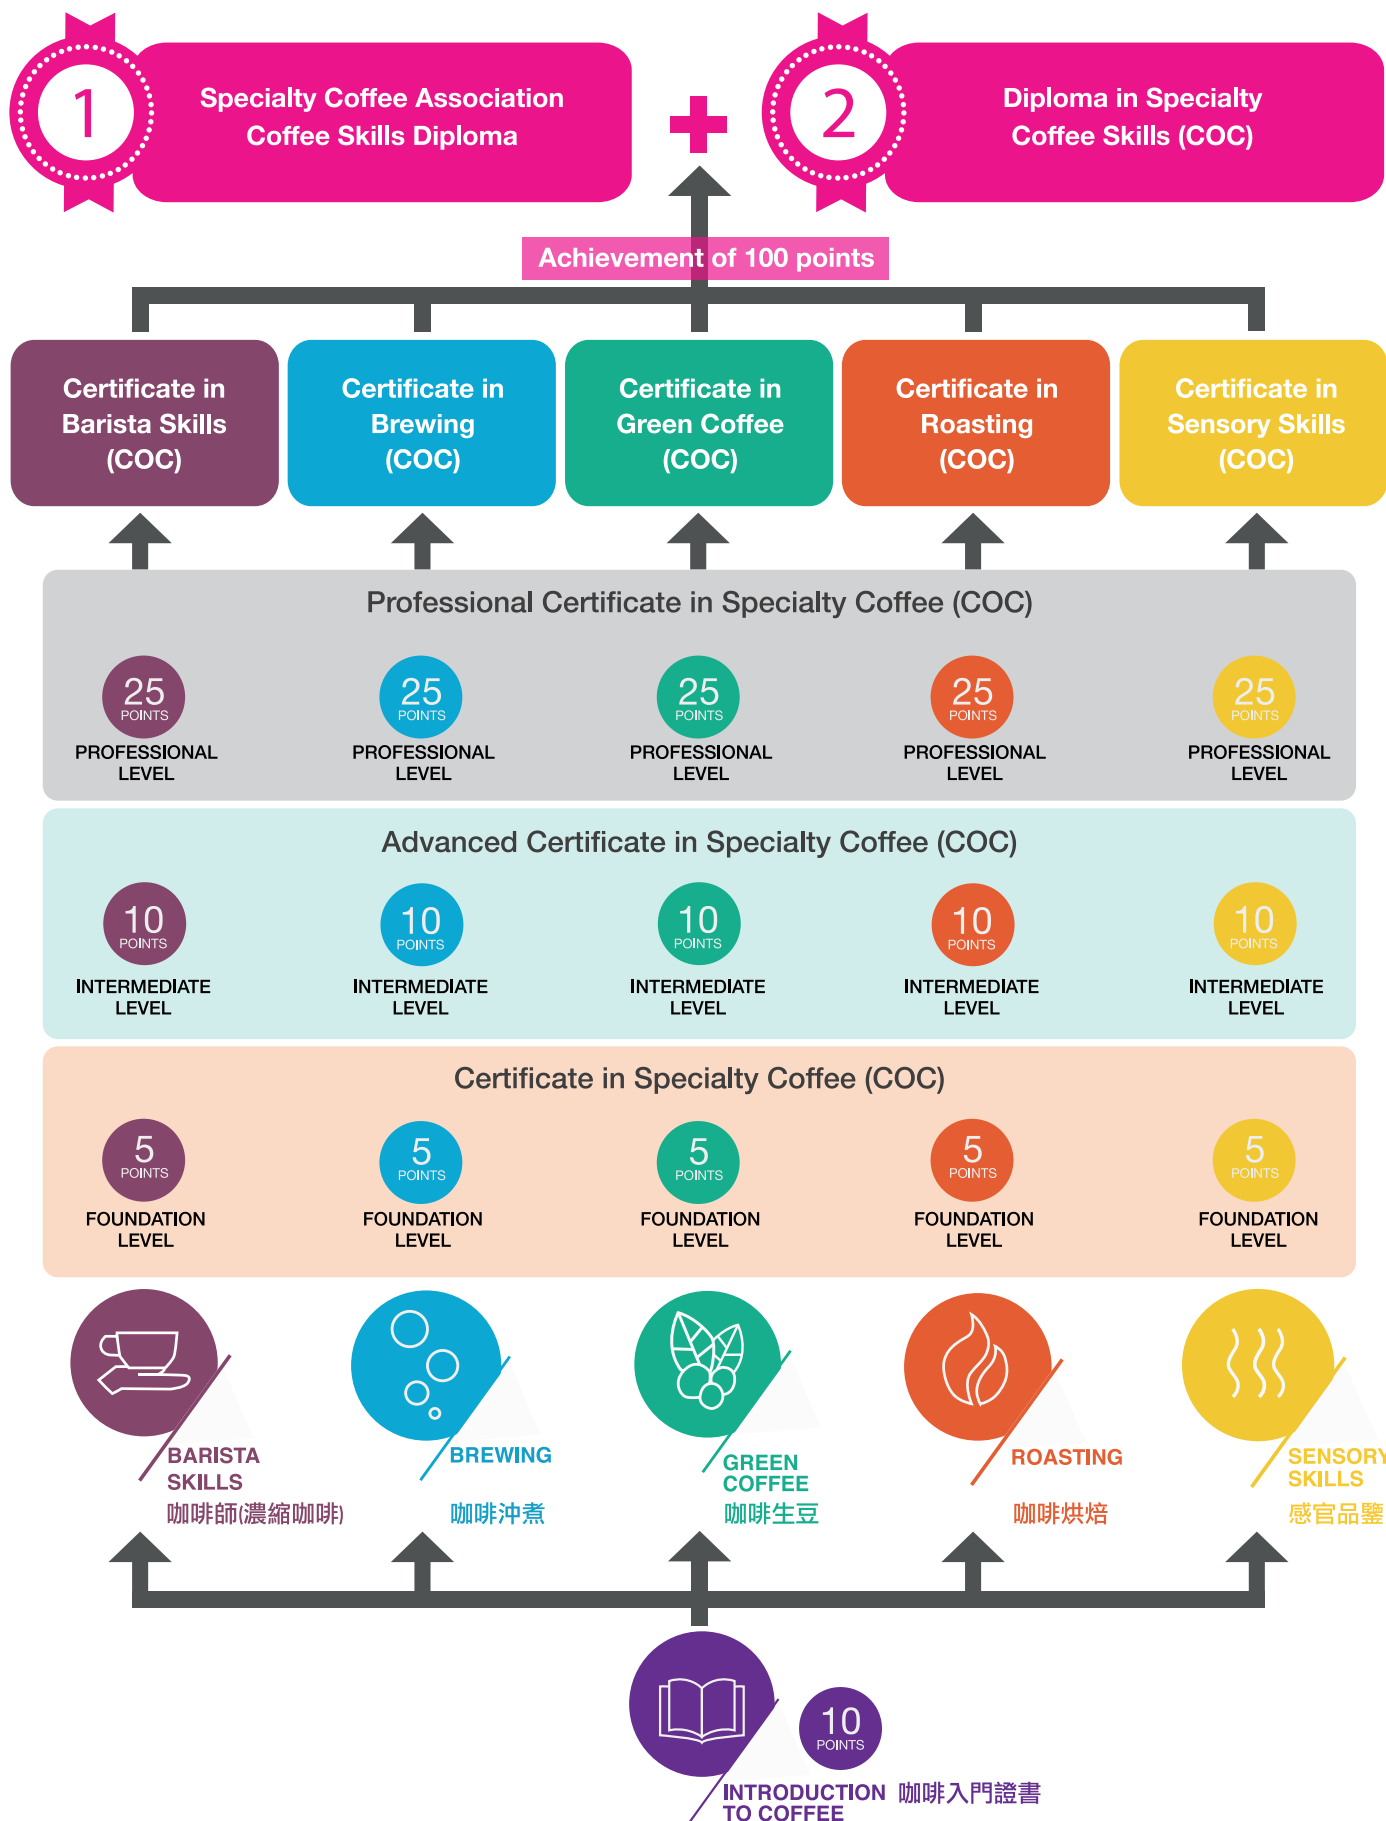 1
Specialty Coffee Association
Coffee Skills Diploma
2
Diploma in Specialty
Coffee Skills (COC)
Achievement of 100 points
Certificate in
Barista Skills
(COC)
Certificate in
Brewing
(COC)
Certificate in
Green Coffee
(COC)
Certificate in
Roasting
(COC)
Certificate in
Sensory Skills
(COC)
Professional Certificate in Specialty Coffee (COC)
25
POINTS
PROFESSIONAL
LEVEL
25
POINTS
PROFESSIONAL
LEVEL
25
POINTS
PROFESSIONAL
LEVEL
25
POINTS
PROFESSIONAL
LEVEL
25
POINTS
PROFESSIONAL
LEVEL
Advanced Certificate in Specialty Coffee (COC)
10
POINTS
INTERMEDIATE
LEVEL
10
POINTS
INTERMEDIATE
LEVEL
10
POINTS
INTERMEDIATE
LEVEL
10
POINTS
INTERMEDIATE
LEVEL
10
POINTS
INTERMEDIATE
LEVEL
Certificate in Specialty Coffee (COC)
5
POINTS
FOUNDATION
LEVEL
5
POINTS
FOUNDATION
LEVEL
5
POINTS
FOUNDATION
LEVEL
5
POINTS
FOUNDATION
LEVEL
5
POINTS
FOUNDATION
LEVEL
BARISTA
SKILLS
咖啡師(濃縮咖啡)
BREWING
咖啡沖煮
GREEN
COFFEE
咖啡生豆
ROASTING
咖啡烘焙
SENSORY
SKILLS
感官品鑒
10
POINTS
INTRODUCTION 咖啡入門證書
TO COFFEE